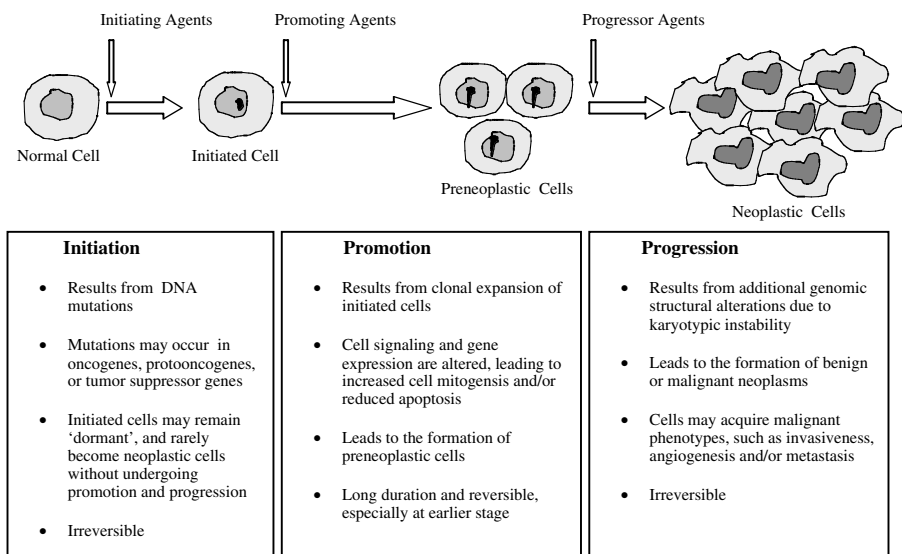 Initiating Agents
Promoting Agents
Progressor Agents
Normal Cell
Initiated Cell
Preneoplastic Cells
Neoplastic Cells
Initiation
• Results from DNA
mutations
• Mutations may occur in
oncogenes, protooncogenes,
or tumor suppressor genes
• Initiated cells may remain
‘dormant’, and rarely
become neoplastic cells
without undergoing
promotion and progression
• Irreversible
Promotion
• Results from clonal expansion of
initiated cells
• Cell signaling and gene
expression are altered, leading to
increased cell mitogensis and/or
reduced apoptosis
• Leads to the formation of
preneoplastic cells
• Long duration and reversible,
especially at earlier stage
Progression
• Results from additional genomic
structural alterations due to
karyotypic instability
• Leads to the formation of benign
or malignant neoplasms
• Cells may acquire malignant
phenotypes, such as invasiveness,
angiogenesis and/or metastasis
• Irreversible